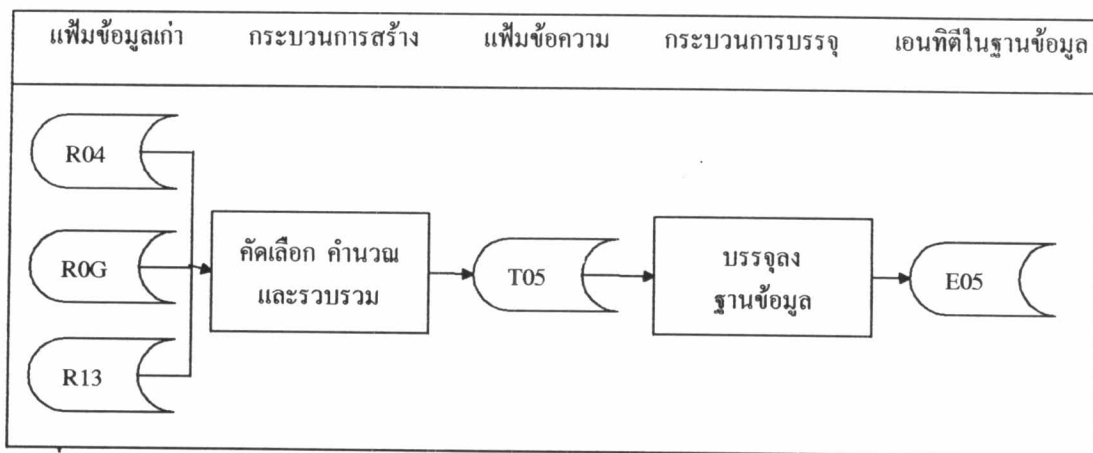 แฟ้มข้อมูลเก่า กระบวนการสร้าง แฟ้มข้อความ กระบวนการบรรจุ เอนทิตีในฐานข้อมูล
R04
R0G
R13
คัดเลือก คำนวณ
และรวบรวม
T05
บรรจุลง
ฐานข้อมูล
E05